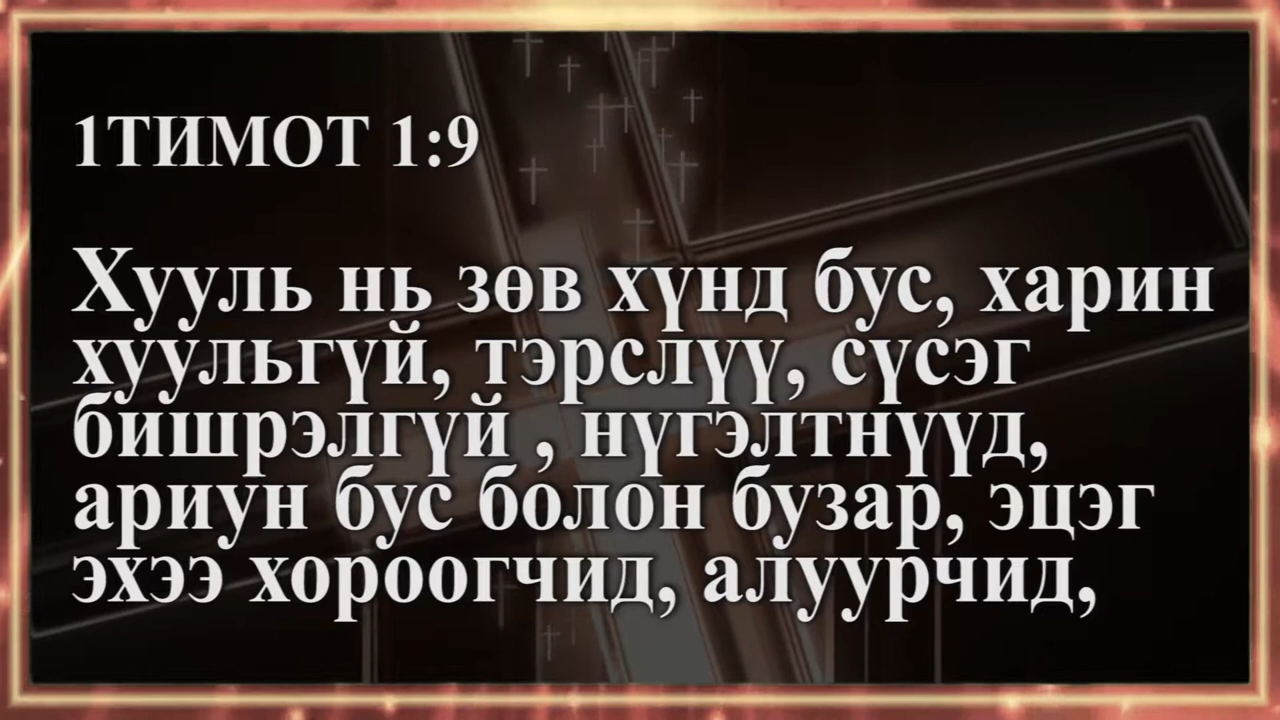 1ТИМОТ 1:9
Хууль нь зөв хүнд бус, харин
хуульгүй, тэрслүү, сүсэг
бишрэлгүй , нүгэлтнүүд,
ариун бус болон бузар, эцэг
эхээ хороогчид, алуурчид,